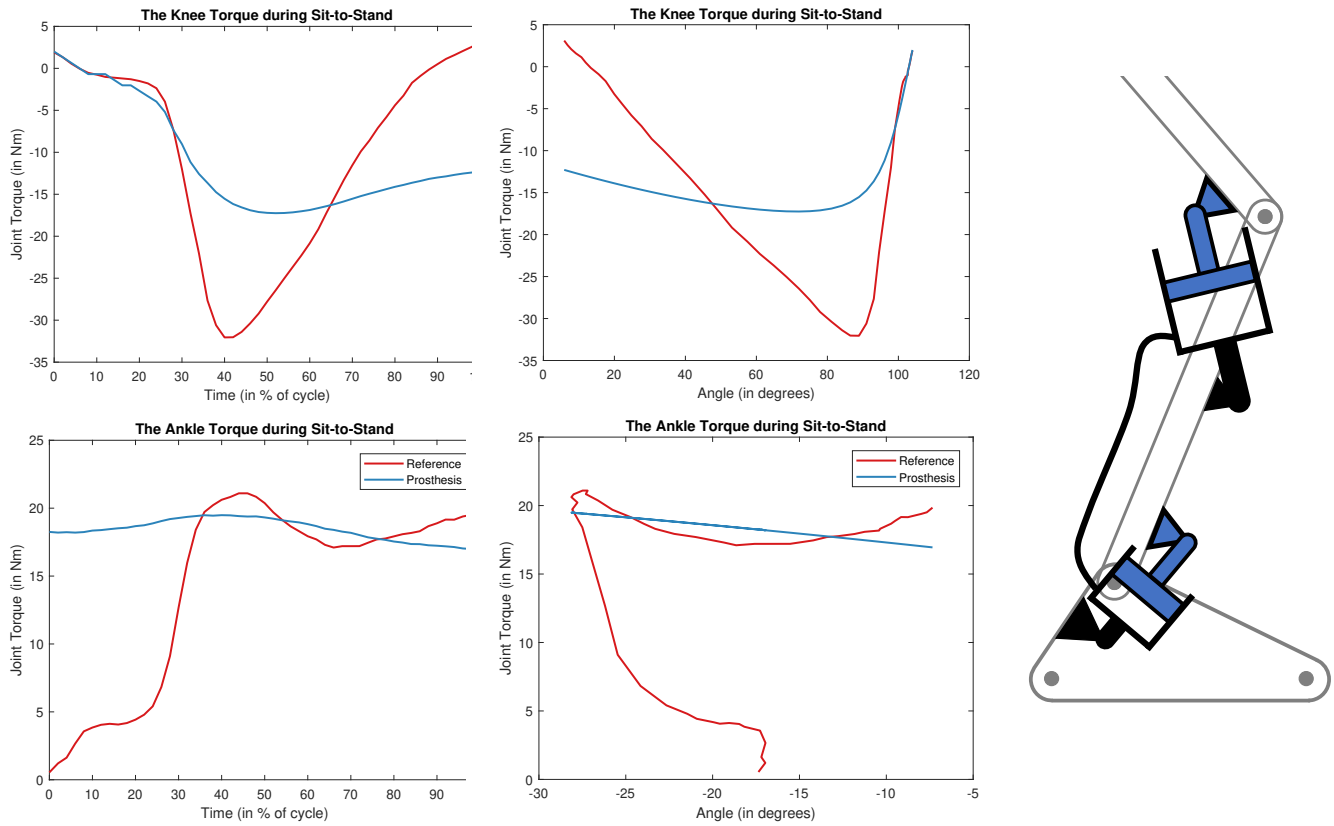 The Knee Torque during Sit-to-Stand
5
0
-5
-10
-15
-20
-25
-30
-35
Joint Torque (in Nm)
0 10 20 30 40 50 60 70 80 90
Time (in % of cycle)
The Knee Torque during Sit-to-Stand
5
0
-5
-10
-15
-20
-25
-30
-35
Joint Torque (in Nm)
0 20 40 60 80 100 120
Angle (in degrees)
The Ankle Torque during Sit-to-Stand
25
20
15
10
5
0
Joint Torque (in Nm)
Reference
Prosthesis
0 10 20 30 40 50 60 70 80 90
Time (in % of cycle)
The Ankle Torque during Sit-to-Stand
25
20
15
10
5
0
Joint Torque (in Nm)
Reference
Prosthesis
-30 -25 -20 -15 -10 -5
Angle (in degrees)